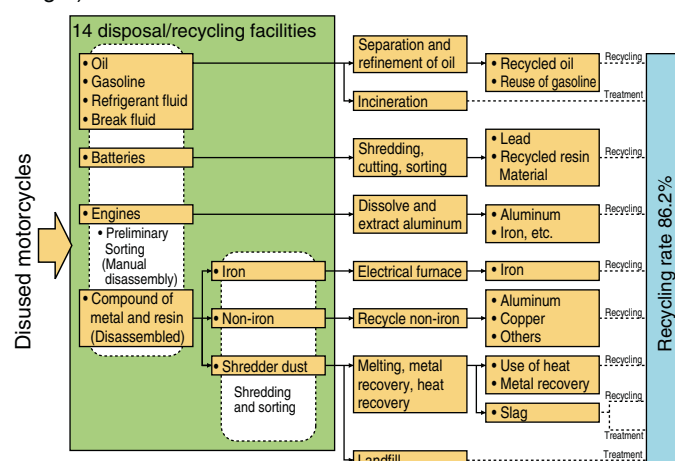 14 disposal/recycling facilities
• Oil
• Gasoline
• Refrigerant fluid
• Break fluid
Separation and
refinement of oil
• Recycled oil
• Reuse of gasoline
Recycling
Incineration
Treatment
• Batteries
Shredding,
cutting, sorting
• Lead
• Recycled resin
Material
Recycling
• Engines
• Preliminary
Sorting
(Manual
disassembly)
Dissolve and
extract aluminum
• Aluminum
• Iron, etc.
Recycling
Disused motorcycles
• Compound of
metal and resin
(Disassembled)
• Iron
Electrical furnace
• Iron
Recycling
• Non-iron
Recycle non-iron
• Aluminum
• Copper
• Others
Recycling
• Shredder dust
Shredding
and sorting
Melting, metal
recovery, heat
recovery
• Use of heat
• Metal recovery
Recycling
• Slag
Recycling
Treatment
Landfill
Treatment
Recycling rate 86.2%